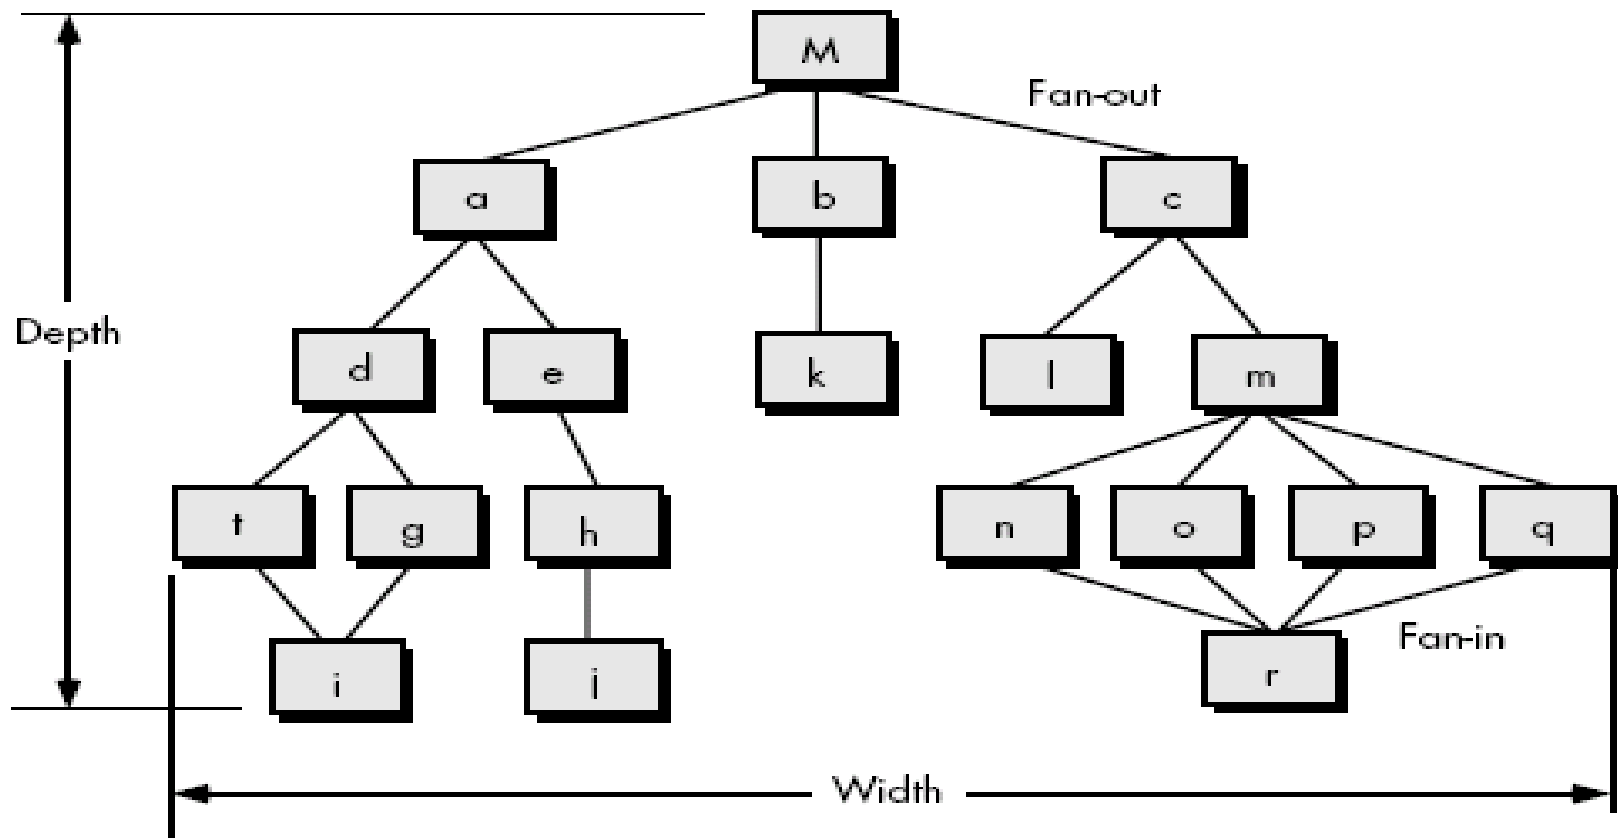 M
Fan-out
a b c
Depth
d e k l m
t g h n o p q
Fan-in
i j r
Width